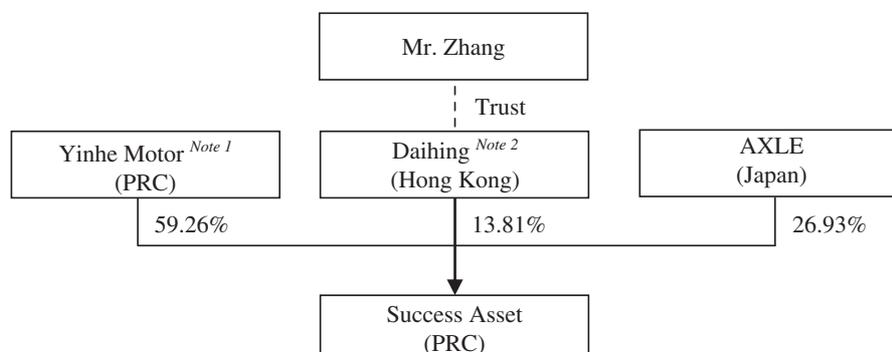 Mr. Zhang
Trust
Yinhe Motor Note 1
(PRC)
Daihing Note 2
(Hong Kong)
AXLE
(Japan)
59.26%
13.81%
26.93%
Success Asset
(PRC)